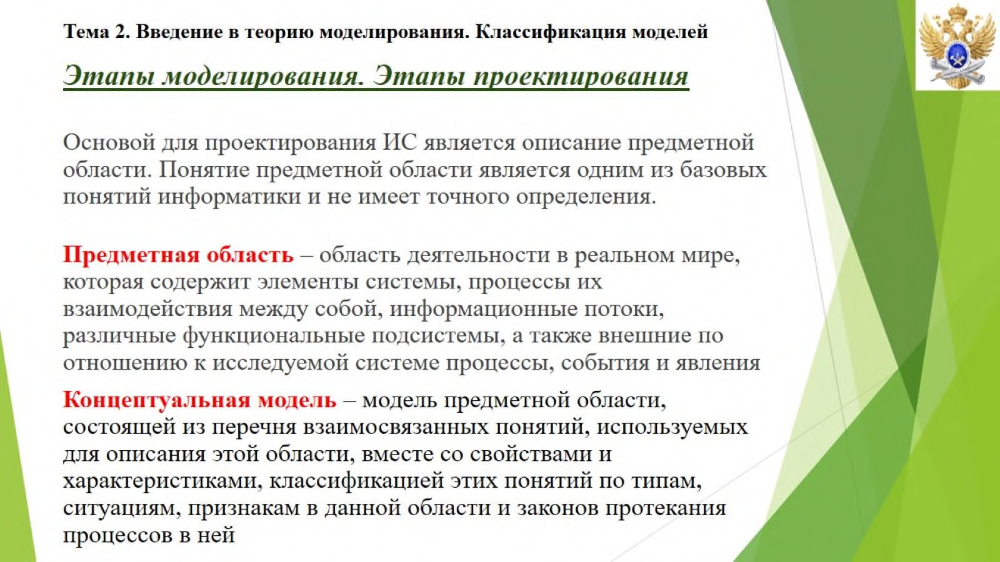 Тема 2. Введение в теорию моделирования. Классификация моделей
Этапы моделирования. Этапы проектирования
Основой для проектирования ИС является описание предметной
области. Понятие предметной области является одним из базовых
понятий информатики и не имеет точного определения.
Предметная область – область деятельности в реальном мире,
которая содержит элементы системы, процессы их
взаимодействия между собой, информационные потоки,
различные функциональные подсистемы, а также внешние по
отношению к исследуемой системе процессы, события и явления
Концептуальная модель – модель предметной области,
состоящей из перечня взаимосвязанных понятий, используемых
для описания этой области, вместе со свойствами и
характеристиками, классификацией этих понятий по типам,
ситуациям, признакам в данной области и законов протекания
процессов в ней